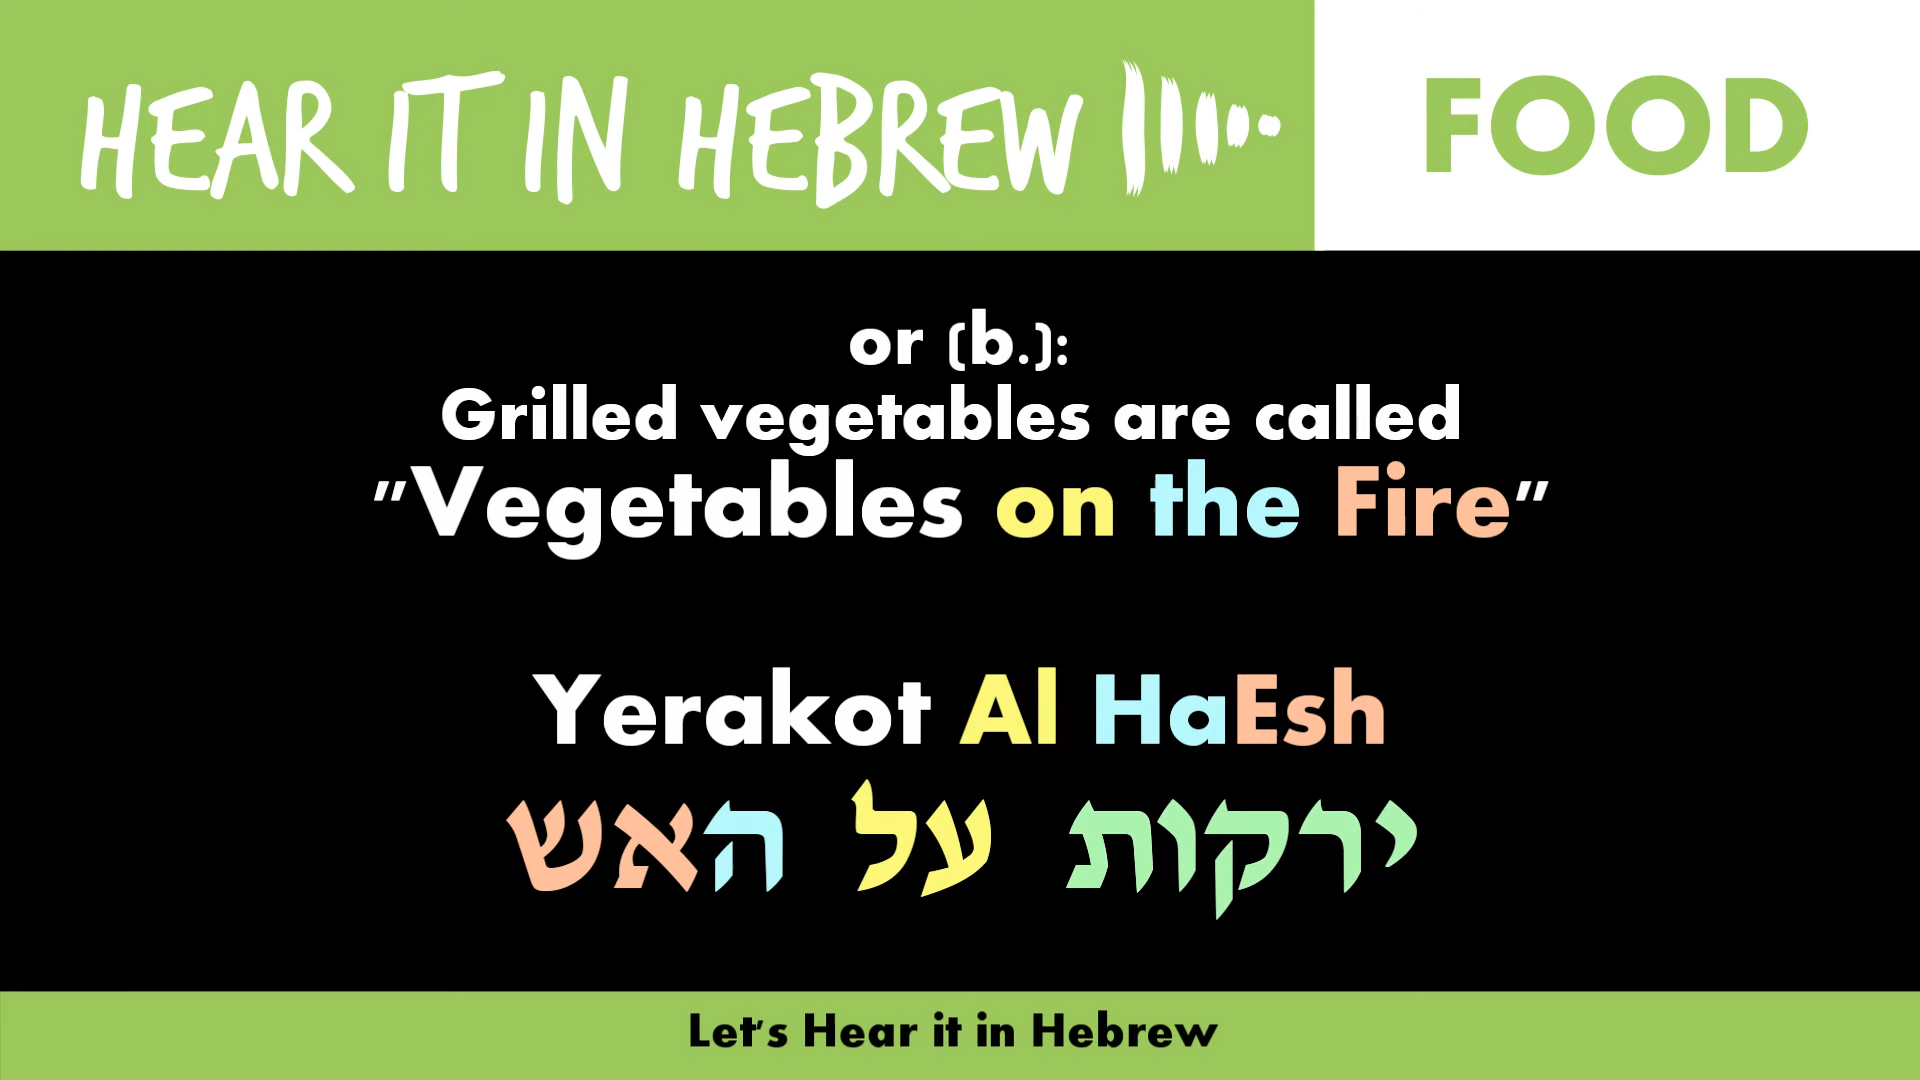 HEAR IT IN HEBREW
FOOD
or (b.):
Grilled vegetables are called
"Vegetables on the Fire"
Yerakot Al HaEsh
ירקות על האש
Let's Hear it in Hebrew